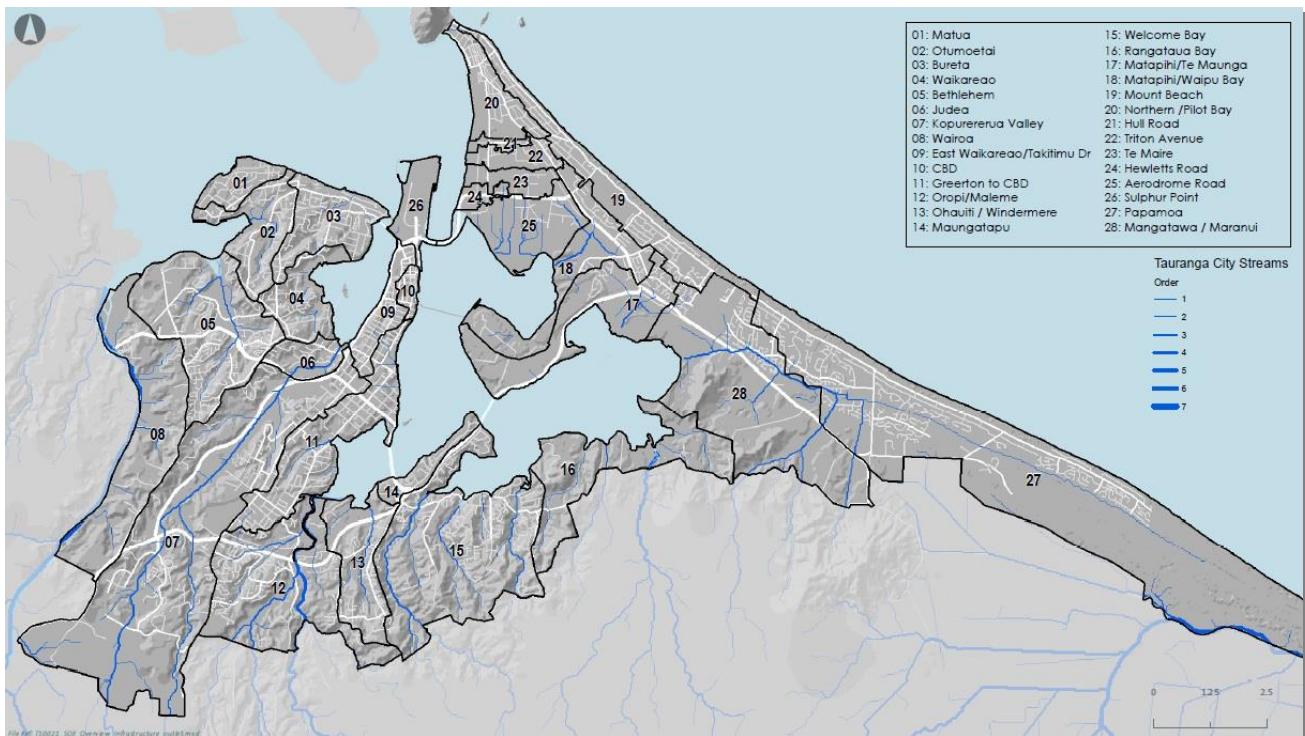 01: Matua
02: Otumoetai
03: Bureta
04: Waikareao
05: Bethlehem
06: Judea
07: Kopurererua Valley
08: Wairoa
09: East Waikareao/Takitimu Dr
10: CBD
11: Greerton to CBD
12: Oropi/Maleme
13: Ohauiti / Windermere
14: Maungatapu
15: Welcome Bay
16: Rangataua Bay
17: Matapihi/Te Maunga
18: Matapihi/Waipu Bay
19: Mount Beach
20: Northern /Pilot Bay
21: Hull Road
22: Triton Avenue
23: Te Maire
24: Hewletts Road
25: Aerodrome Road
26: Sulphur Point
27: Papamoa
28: Mangatawa / Maranui
Tauranga City Streams
Order
1
2
3
4
5
6
7
20
21
22
23
24
19
25
26
01
03
02
18
10
04
17
09
05
06
28
08
11
16
27
14
07
15
13
12
0 1.25 2.5